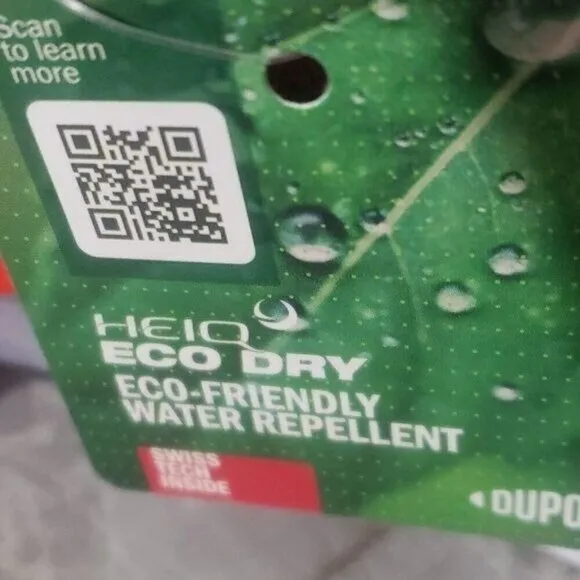 Scan
to learn
more
HEIQ
ECO DRY
ECO-FRIENDLY
WATER REPELLENT
SWISS
TECH
INSIDE
DUPO